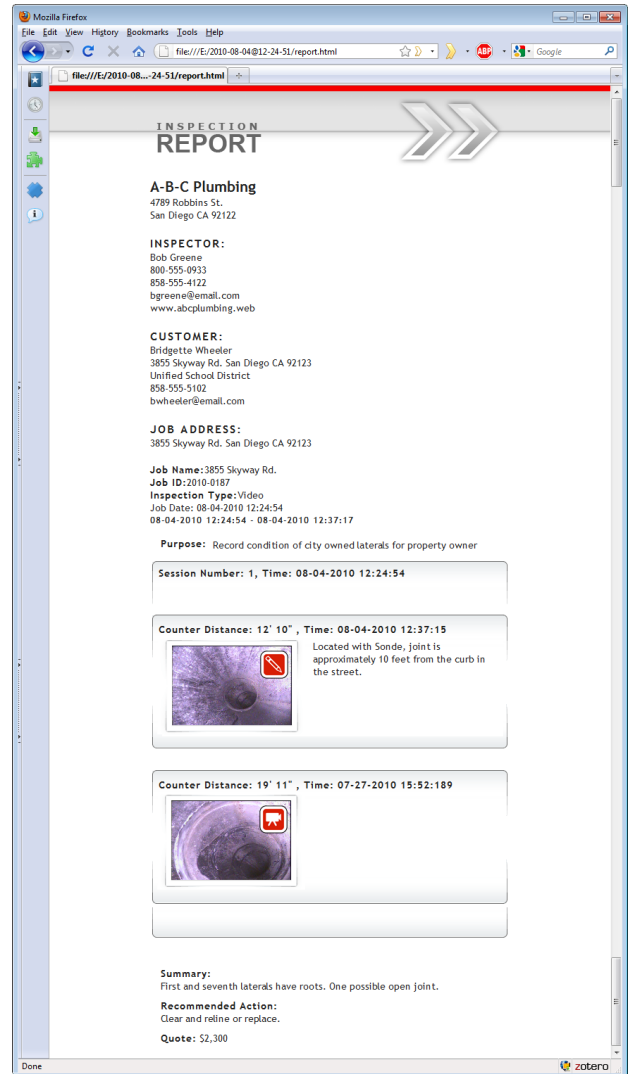 Mozilla Firefox
File Edit View History Bookmarks Tools Help
file:///E:/2010-08-04@12-24-51/report.html
ABP
Google
file:///E:/2010-08...-24-51/report.html
INSPECTION
REPORT
A-B-C Plumbing
4789 Robbins St.
San Diego CA 92122
INSPECTOR:
Bob Greene
800-555-0933
858-555-4122
bgreene@email.com
www.abcplumbing.web
CUSTOMER:
Bridgette Wheeler
3855 Skyway Rd. San Diego CA 92123
Unified School District
858-555-5102
bwheeler@email.com
JOB ADDRESS:
3855 Skyway Rd. San Diego CA 92123
Job Name:3855 Skyway Rd.
Job ID:2010-0187
Inspection Type:Video
Job Date: 08-04-2010 12:24:54
08-04-2010 12:24:54 - 08-04-2010 12:37:17
Purpose: Record condition of city owned laterals for property owner
Session Number: 1, Time: 08-04-2010 12:24:54
Counter Distance: 12' 10" , Time: 08-04-2010 12:37:15
Located with Sonde, joint is
approximately 10 feet from the curb in
the street.
Counter Distance: 19' 11" , Time: 07-27-2010 15:52:189
Summary:
First and seventh laterals have roots. One possible open joint.
Recommended Action:
Clear and reline or replace.
Quote: $2,300
Done
zotero